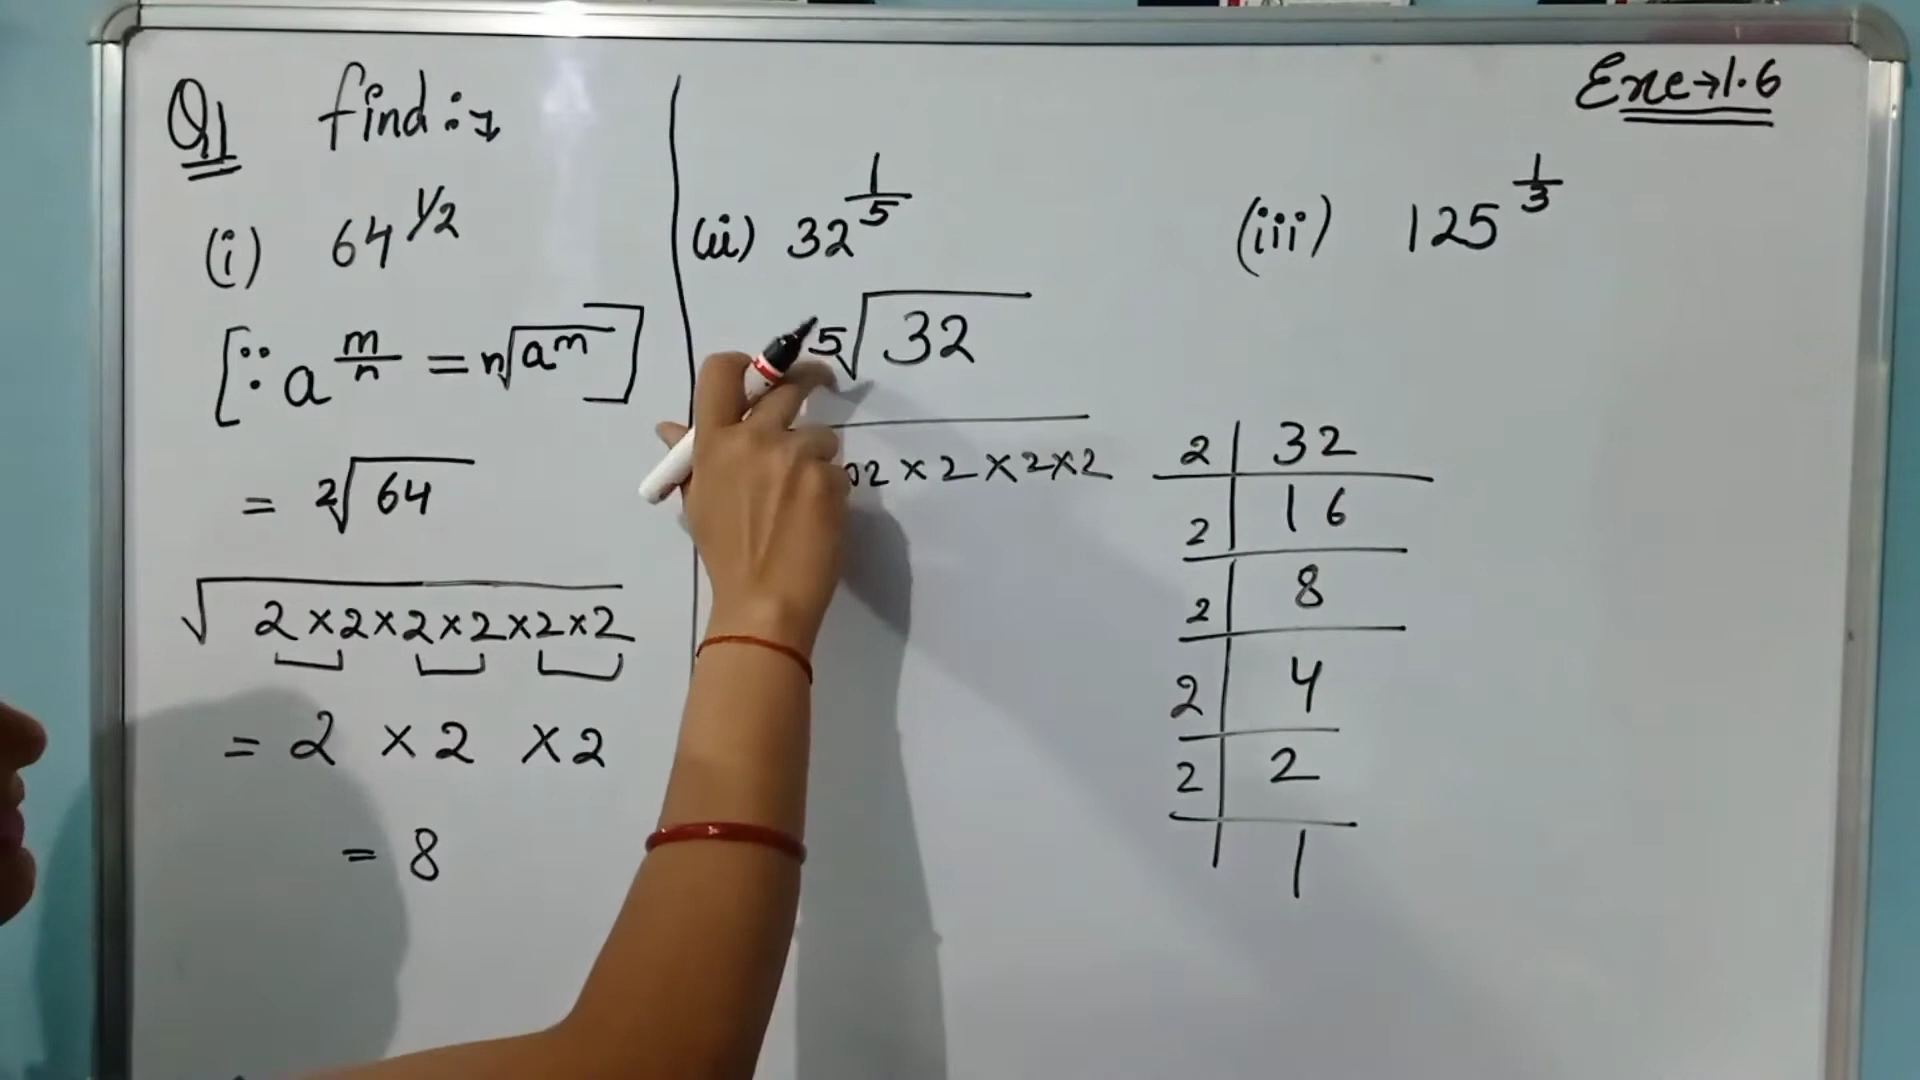 Exe→1.6
Q1 find :→
(i) 64^1/2
[∵ a^m/n = n√a^m]
= 2√64
√2×2×2×2×2×2
= 2 × 2 × 2
= 8
(ii) 32^1/5
5√32
2 × 2 × 2 × 2
2 | 32
2 | 16
2 | 8
2 | 4
2 | 2
| 1
(iii) 125^1/3